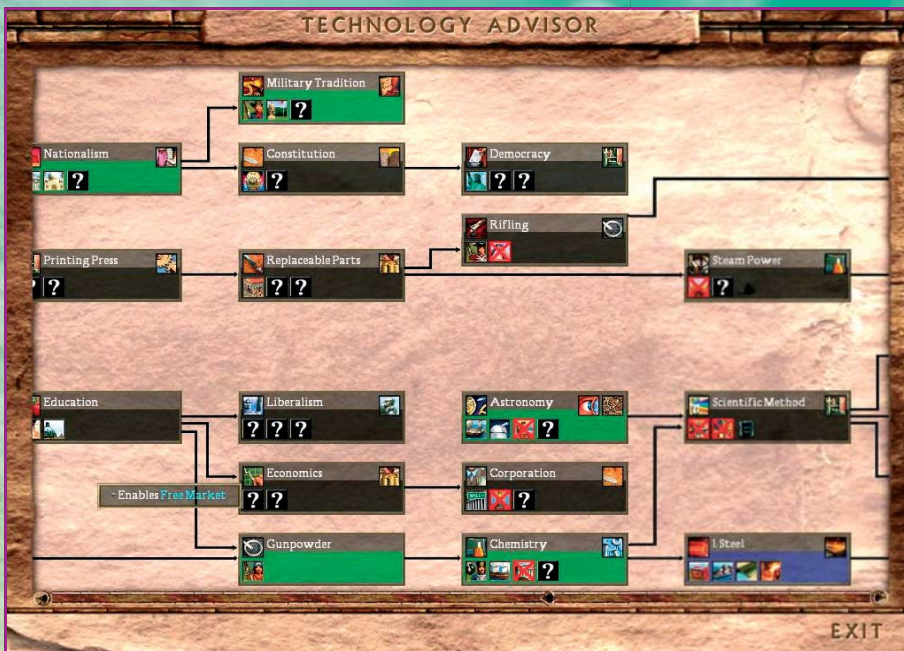 TECHNOLOGY ADVISOR
Military Tradition
?
Nationalism
?
Constitution
?
Democracy
? ?
Rifling
Printing Press
? ?
Replaceable Parts
? ?
Steam Power
?
Education
Liberalism
? ? ?
Astronomy
?
Scientific Method
Economics
? ?
- Enables Free Market
Corporation
?
Gunpowder
Chemistry
?
1. Steel
EXIT